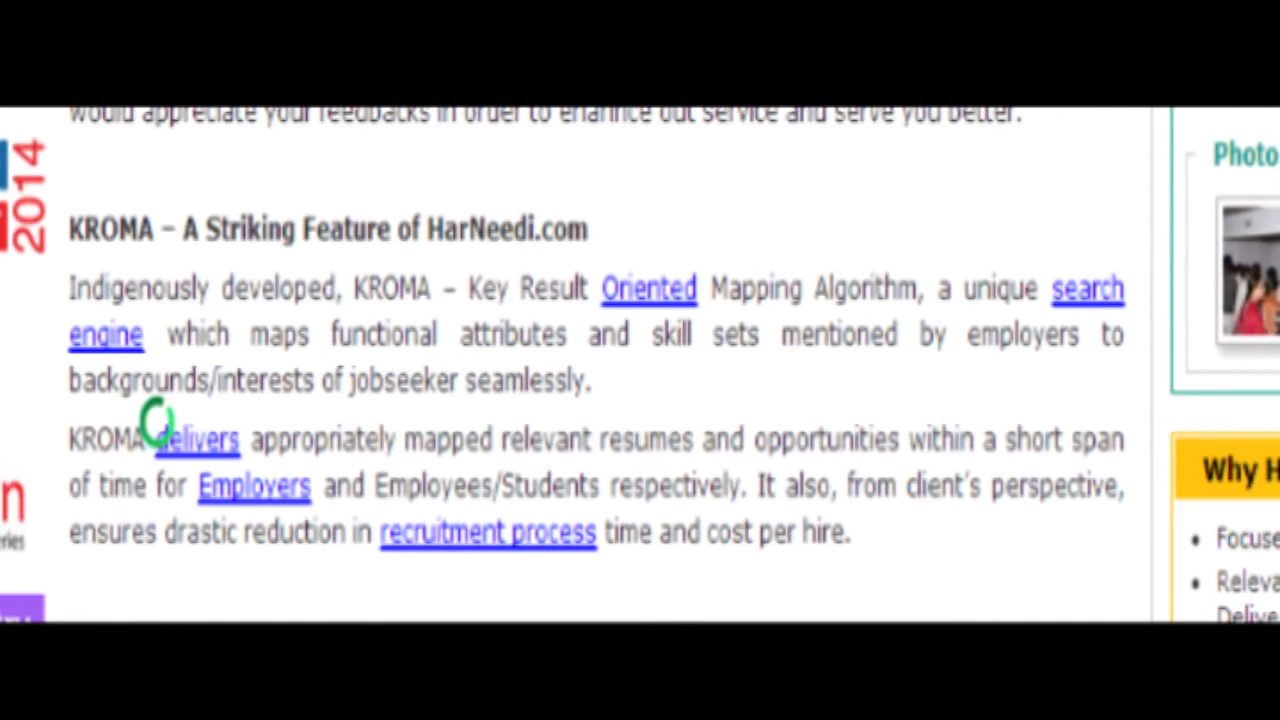 would appreciate your feedbacks in order to enahnce out service and serve you better.
2014
Photo
KROMA – A Striking Feature of HarNeedi.com
Indigenously developed, KROMA – Key Result Oriented Mapping Algorithm, a unique search
engine which maps functional attributes and skill sets mentioned by employers to
backgrounds/interests of jobseeker seamlessly.
KROMA delivers appropriately mapped relevant resumes and opportunities within a short span
of time for Employers and Employees/Students respectively. It also, from client's perspective,
ensures drastic reduction in recruitment process time and cost per hire.
Why H
• Focuse
• Releva
Delive